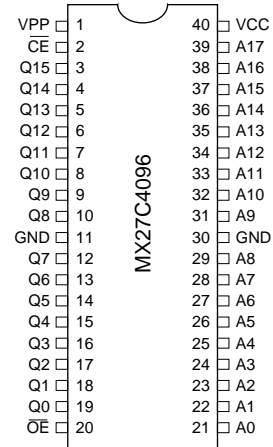 VPP 1 40 VCC
C̅E̅ 2 39 A17
Q15 3 38 A16
Q14 4 37 A15
Q13 5 36 A14
Q12 6 35 A13
Q11 7 34 A12
Q10 8 33 A11
Q9 9 32 A10
Q8 10 31 A9
GND 11 30 GND
Q7 12 29 A8
Q6 13 28 A7
Q5 14 27 A6
Q4 15 26 A5
Q3 16 25 A4
Q2 17 24 A3
Q1 18 23 A2
Q0 19 22 A1
O̅E̅ 20 21 A0
MX27C4096